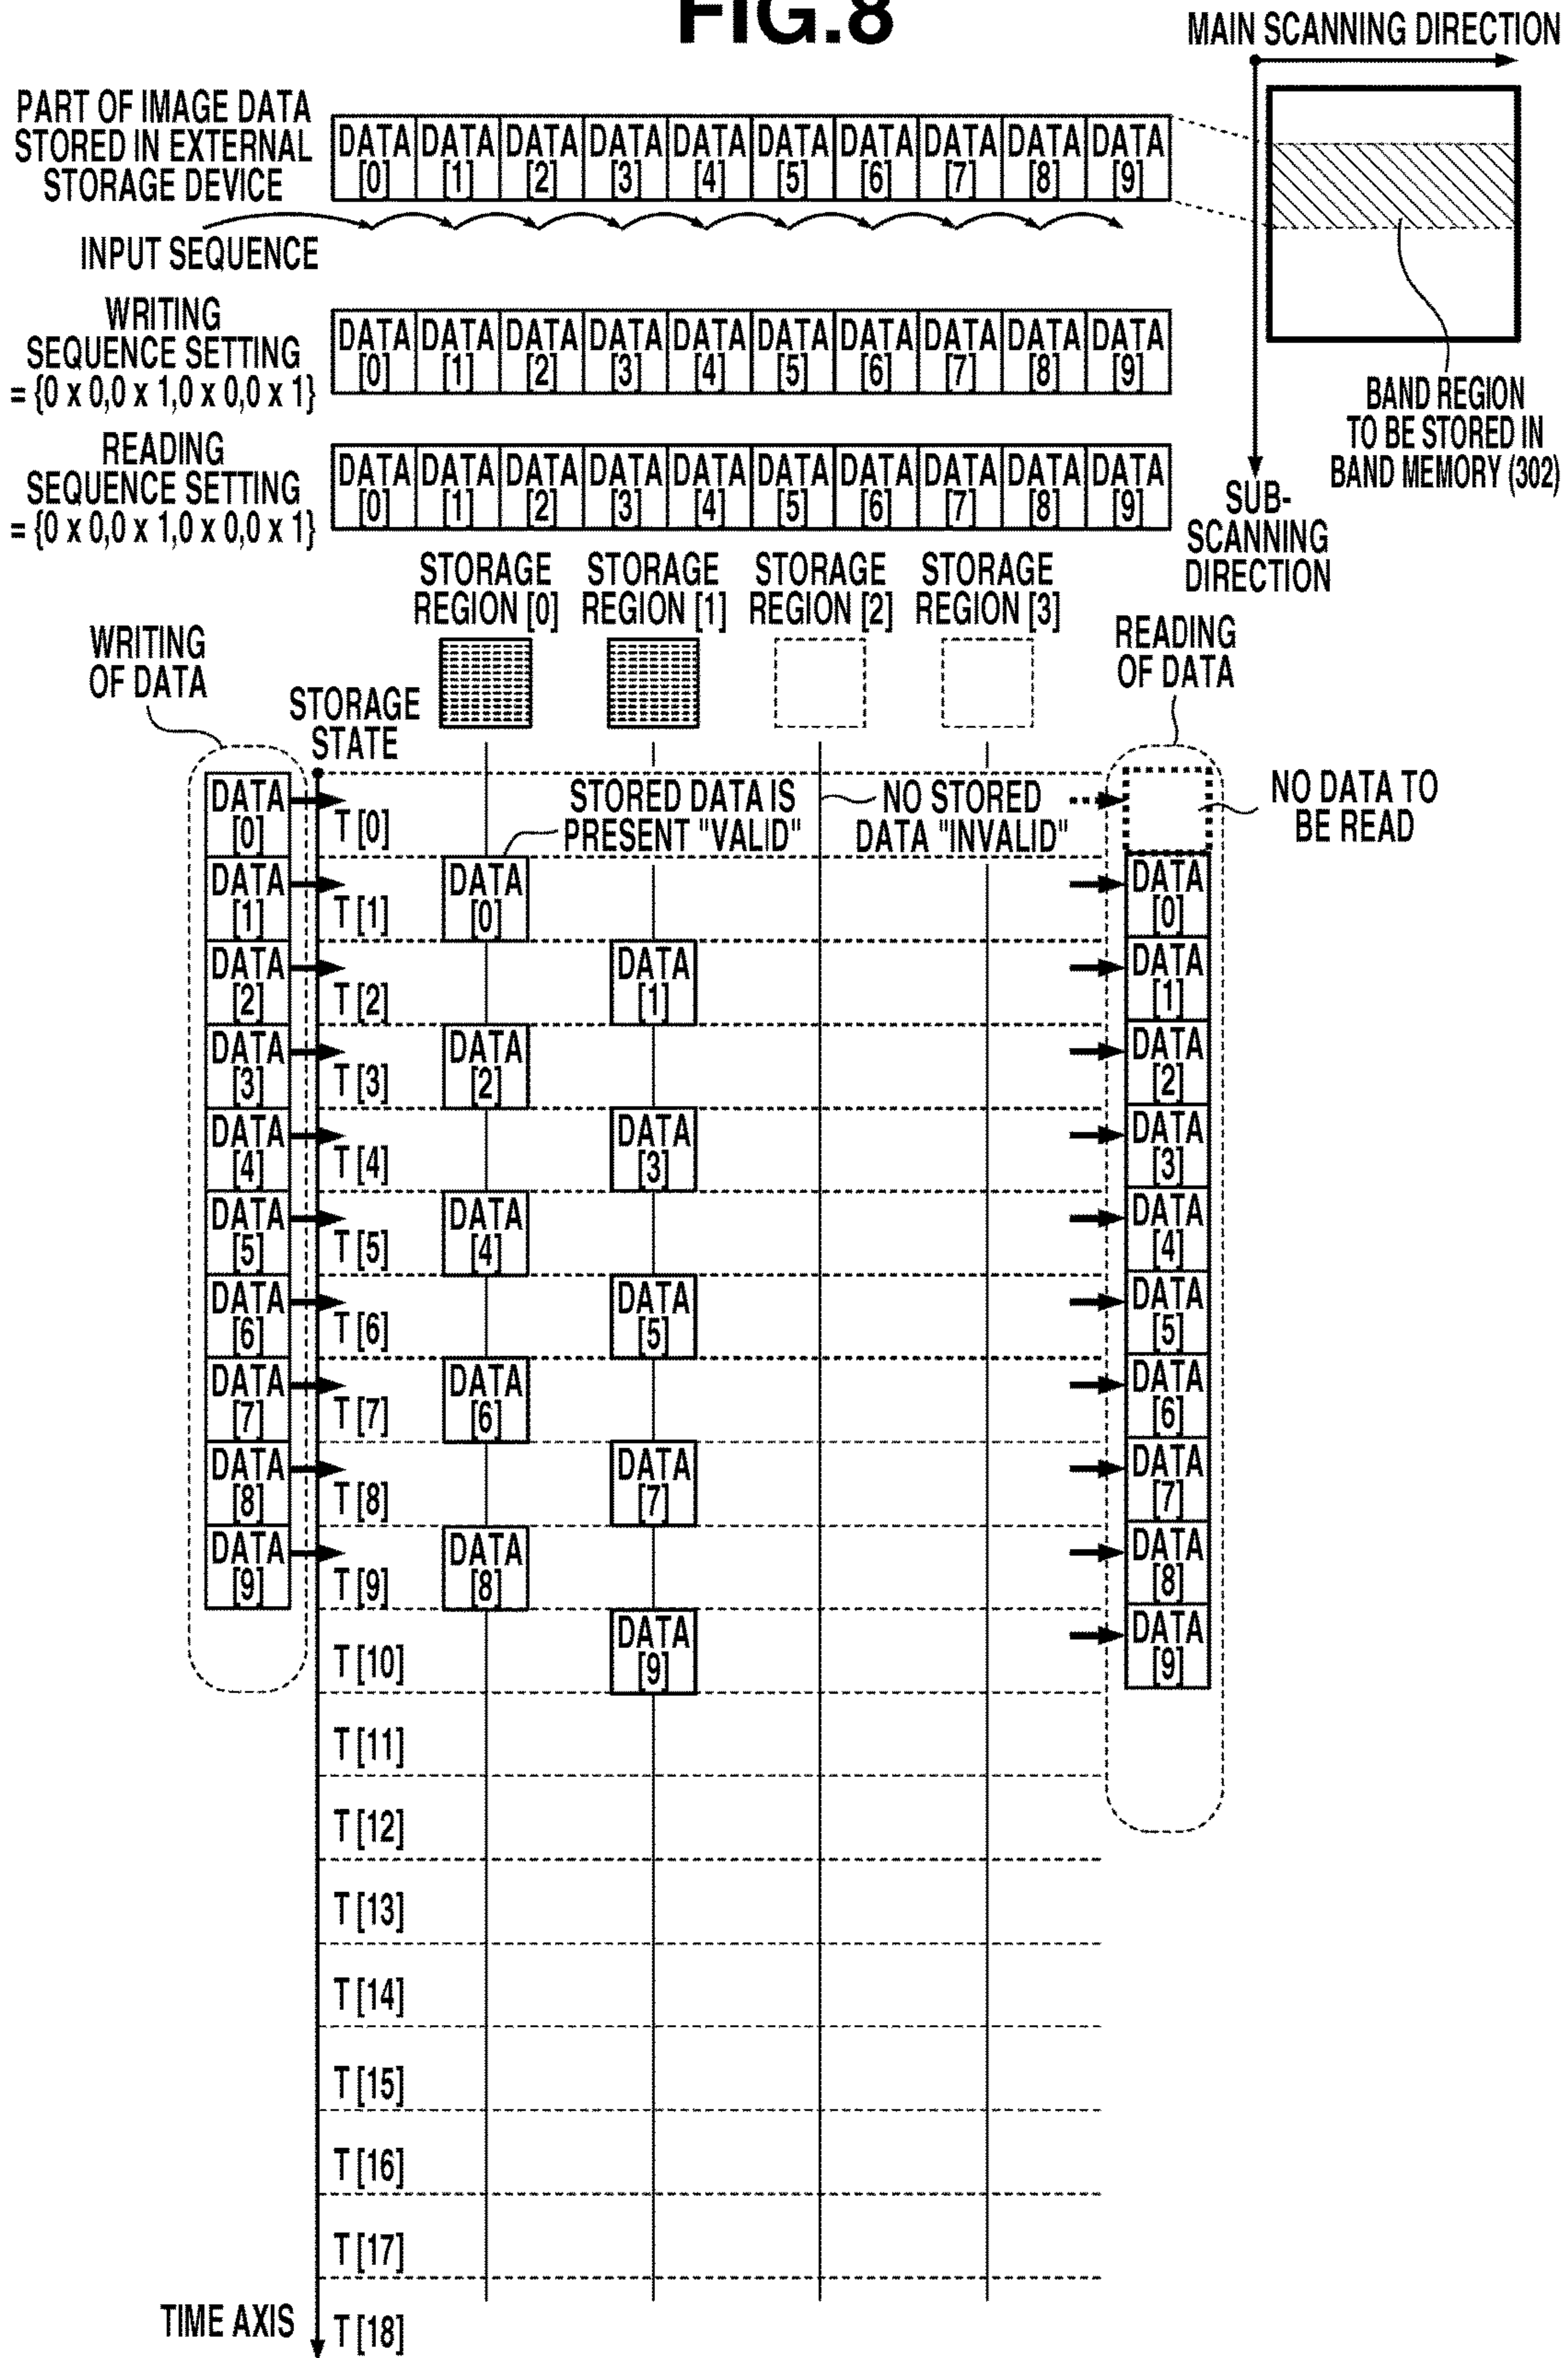 FIG.8
MAIN SCANNING DIRECTION
PART OF IMAGE DATA
STORED IN EXTERNAL
STORAGE DEVICE
DATA DATA DATA DATA DATA DATA DATA DATA DATA DATA
[0] [1] [2] [3] [4] [5] [6] [7] [8] [9]
INPUT SEQUENCE
WRITING
SEQUENCE SETTING
= {0 x 0,0 x 1,0 x 0,0 x 1}
DATA DATA DATA DATA DATA DATA DATA DATA DATA DATA
[0] [1] [2] [3] [4] [5] [6] [7] [8] [9]
BAND REGION
TO BE STORED IN
BAND MEMORY (302)
READING
SEQUENCE SETTING
= {0 x 0,0 x 1,0 x 0,0 x 1}
DATA DATA DATA DATA DATA DATA DATA DATA DATA DATA
[0] [1] [2] [3] [4] [5] [6] [7] [8] [9]
SUB-
SCANNING
DIRECTION
STORAGE STORAGE STORAGE STORAGE
REGION [0] REGION [1] REGION [2] REGION [3]
WRITING
OF DATA
READING
OF DATA
STORAGE
STATE
DATA
[0]
T [0]
STORED DATA IS
PRESENT "VALID"
NO STORED
DATA "INVALID"
NO DATA TO
BE READ
DATA DATA DATA
[1] T [1] [0] [0]
DATA DATA DATA
[2] T [2] [1] [1]
DATA DATA DATA
[3] T [3] [2] [2]
DATA DATA DATA
[4] T [4] [3] [3]
DATA DATA DATA
[5] T [5] [4] [4]
DATA DATA DATA
[6] T [6] [5] [5]
DATA DATA DATA
[7] T [7] [6] [6]
DATA DATA DATA
[8] T [8] [7] [7]
DATA DATA DATA
[9] T [9] [8] [8]
DATA DATA
T [10] [9] [9]
T [11]
T [12]
T [13]
T [14]
T [15]
T [16]
T [17]
TIME AXIS T [18]